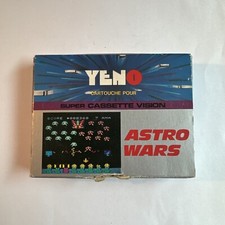 YENO
CARTOUCHE POUR
SUPER CASSETTE VISION
ASTRO
WARS